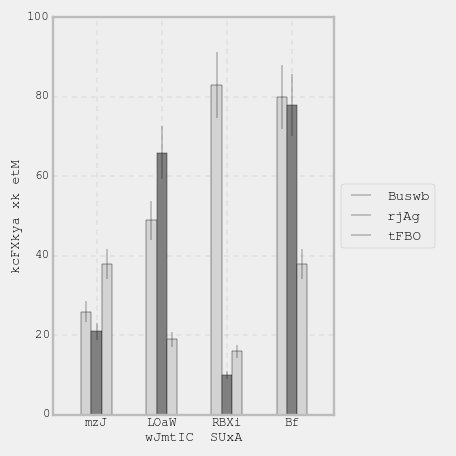 100
80
60
40
20
0
kcFXkya xk etM
mzJ
LOaW
wJmtIC
RBXi
SUxA
Bf
Buswb
rjAg
tFBO